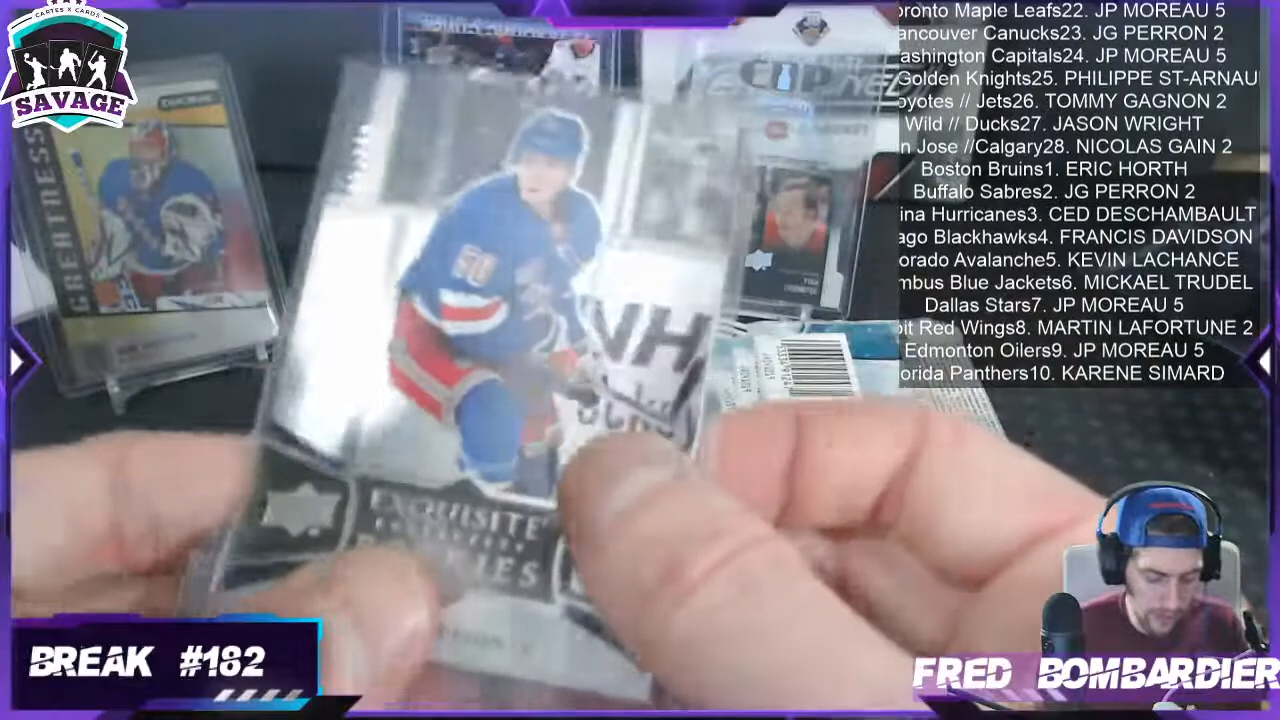 CARTES X CARDS
SAVAGE
oronto Maple Leafs22. JP MOREAU 5
ancouver Canucks23. JG PERRON 2
ashington Capitals24. JP MOREAU 5
Golden Knights25. PHILIPPE ST-ARNAU
oyotes // Jets26. TOMMY GAGNON 2
Wild // Ducks27. JASON WRIGHT
n Jose //Calgary28. NICOLAS GAIN 2
Boston Bruins1. ERIC HORTH
Buffalo Sabres2. JG PERRON 2
ina Hurricanes3. CED DESCHAMBAULT
ago Blackhawks4. FRANCIS DAVIDSON
orado Avalanche5. KEVIN LACHANCE
mbus Blue Jackets6. MICKAEL TRUDEL
Dallas Stars7. JP MOREAU 5
oit Red Wings8. MARTIN LAFORTUNE 2
Edmonton Oilers9. JP MOREAU 5
orida Panthers10. KARENE SIMARD
GREATNESS
EXQUISITE
BREAK #182
FRED BOMBARDIER